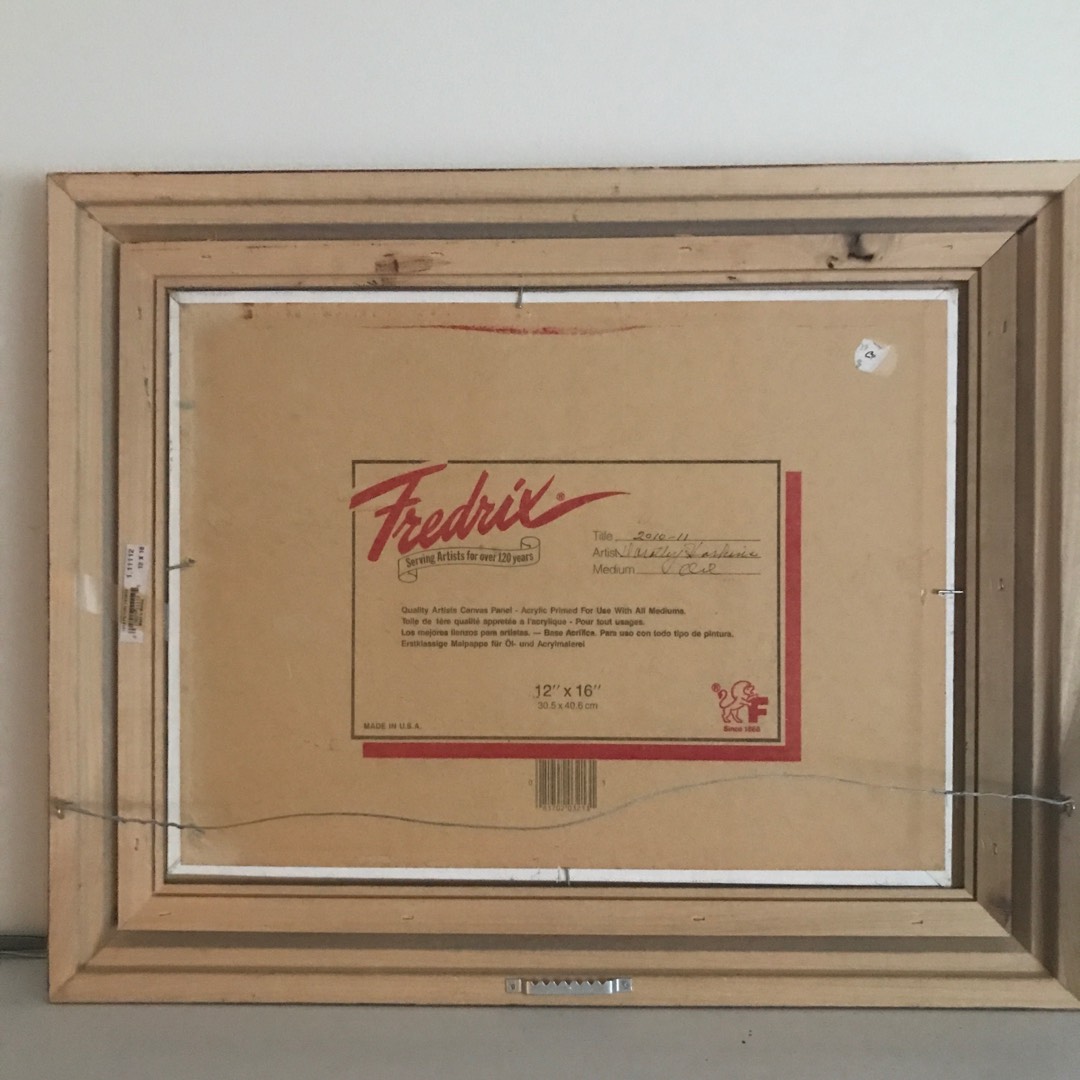 Fredrix®
Serving Artists for over 120 years
Title 2010-11
Artist
Medium
Quality Artists Canvas Panel - Acrylic Primed For Use With All Mediums.
Toile de 1ère qualité appretée a l'acrylique - Pour tout usages.
Los mejores lienzos para artistas. — Base Acrílica. Para uso con todo tipo de pintura.
Erstklassige Malpappe für Öl- und Acrylmalerei
12" x 16"
30.5 x 40.6 cm
® F
Since 1868
MADE IN U.S.A.